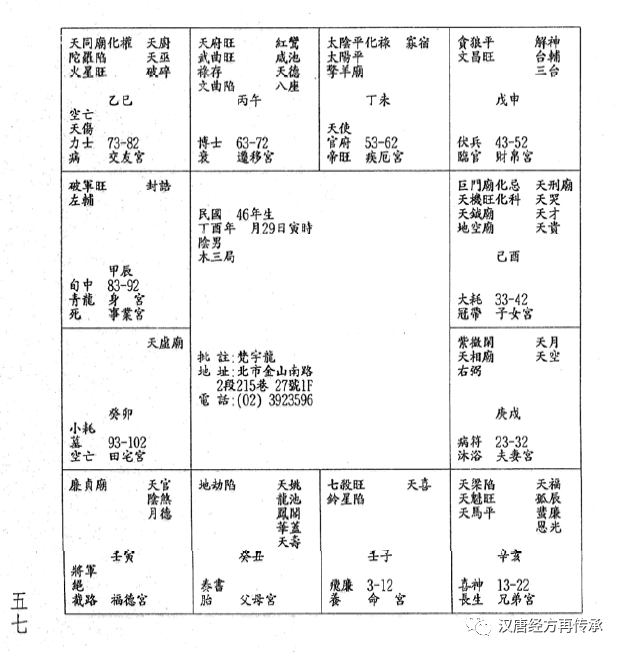 天同廟化權 天廚
陀羅陷 天巫
火星旺 破碎
乙巳
空亡
天傷
力士 73-82
病 交友宮
天府旺 紅鸞
武曲旺 咸池
祿存 天德
文曲陷 八座
丙午
博士 63-72
衰 遷移宮
太陰平化祿 寡宿
太陽平
擎羊廟
丁未
天使
官府 53-62
帝旺 疾厄宮
貪狼平 解神
文昌旺 台輔
三台
戊申
伏兵 43-52
臨官 財帛宮
破軍旺 封誥
左輔
甲辰
旬中 83-92
青龍 身 宮
死 事業宮
民國 46年生
丁酉年 月29日寅時
陰男
木三局
批 註:梵宇龍
地 址:北市金山南路
2段215巷 27號1F
電 話:(02) 3923596
巨門廟化忌 天刑廟
天機旺化科 天哭
天鉞廟 天才
地空廟 天貴
己酉
大耗 33-42
冠帶 子女宮
天虛廟
癸卯
小耗
墓 93-102
空亡 田宅宮
紫微閑 天月
天相廟 天空
右弼
庚戌
病符 23-32
沐浴 夫妻宮
廉貞廟 天官
陰煞
月德
壬寅
將軍
絕
截路 福德宮
地劫陷 天姚
龍池
鳳閣
華蓋
天壽
癸丑
奏書
胎 父母宮
七殺旺 天喜
鈴星陷
壬子
飛廉 3-12
養 命 宮
天梁陷 天福
天魁旺 孤辰
天馬平 蜚廉
恩光
辛亥
喜神 13-22
長生 兄弟宮
五七
汉唐经方再传承